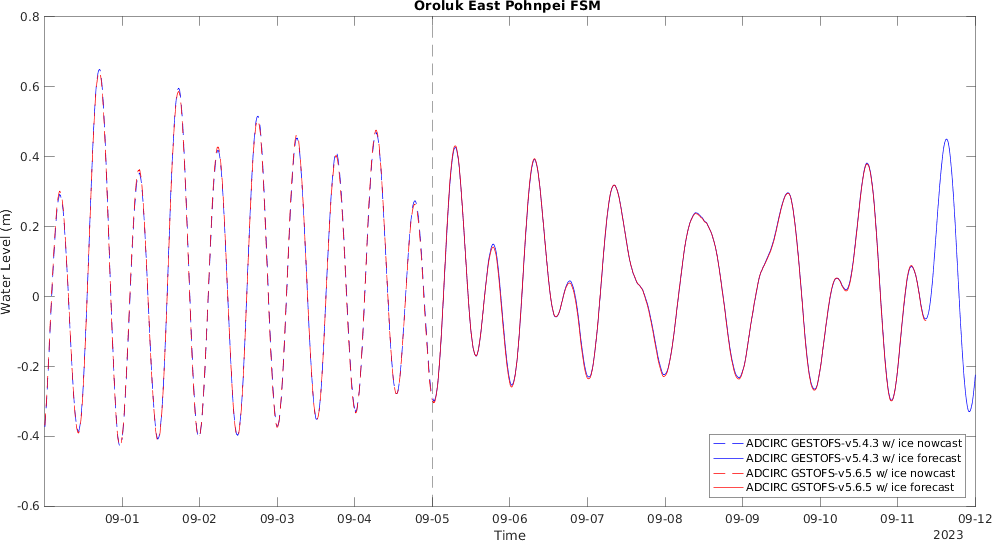 Oroluk East Pohnpei FSM
0.8
0.6
0.4
0.2
0
-0.2
-0.4
-0.6
Water Level (m)
ADCIRC GESTOFS-v5.4.3 w/ ice nowcast
ADCIRC GESTOFS-v5.4.3 w/ ice forecast
ADCIRC GSTOFS-v5.6.5 w/ ice nowcast
ADCIRC GSTOFS-v5.6.5 w/ ice forecast
09-01 09-02 09-03 09-04 09-05 09-06 09-07 09-08 09-09 09-10 09-11 09-12
Time
2023